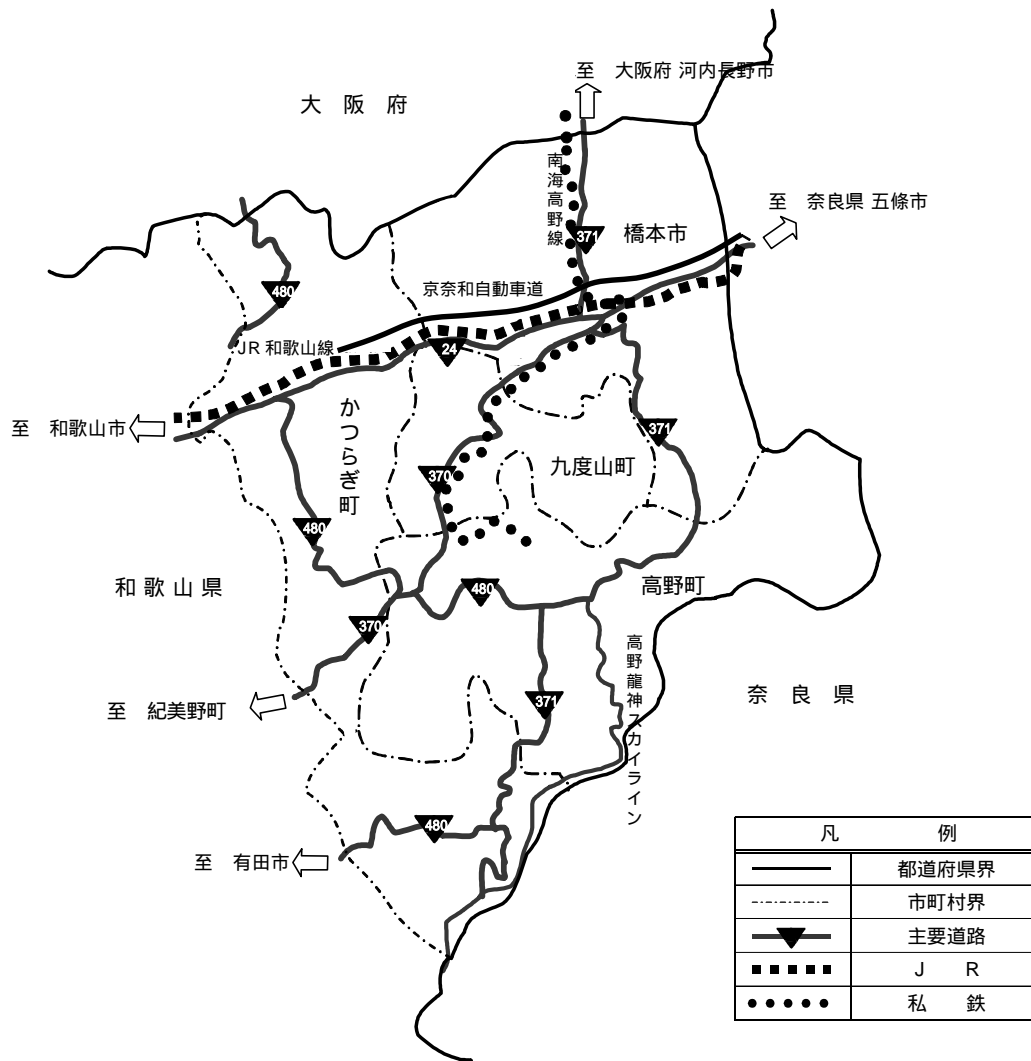 至　大阪府 河内長野市
大　阪　府
南海高野線
至　奈良県 五條市
371
橋本市
480
京奈和自動車道
JR 和歌山線
24
至　和歌山市
かつらぎ町
371
370
九度山町
480
和 歌 山 県
480
高野町
370
高野龍神スカイライン
奈　良　県
至　紀美野町
371
480
至　有田市
凡　例
都道府県界
市町村界
主要道路
J　R
私　鉄